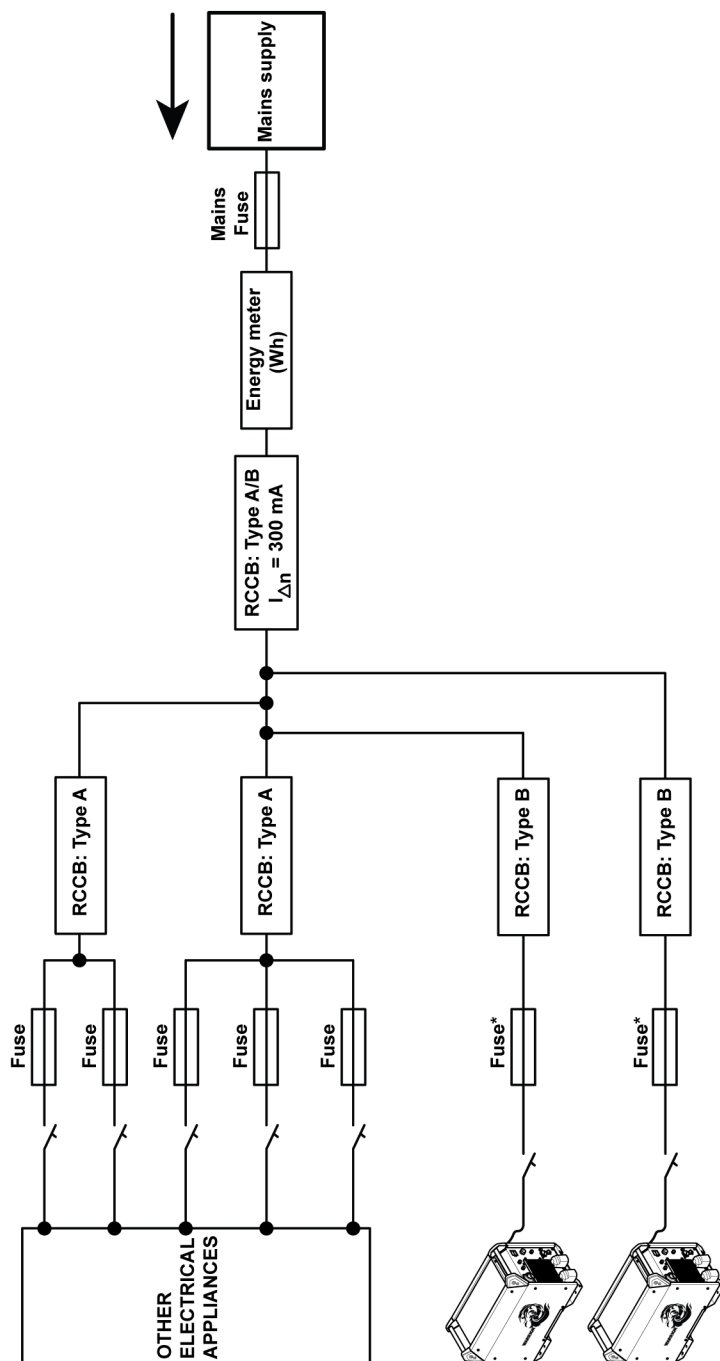 Mains supply
Mains
Fuse
Energy meter
(Wh)
RCCB: Type A/B
I△n = 300 mA
RCCB: Type A
RCCB: Type A
RCCB: Type B
RCCB: Type B
Fuse
Fuse
Fuse
Fuse
Fuse
Fuse*
Fuse*
OTHER
ELECTRICAL
APPLIANCES